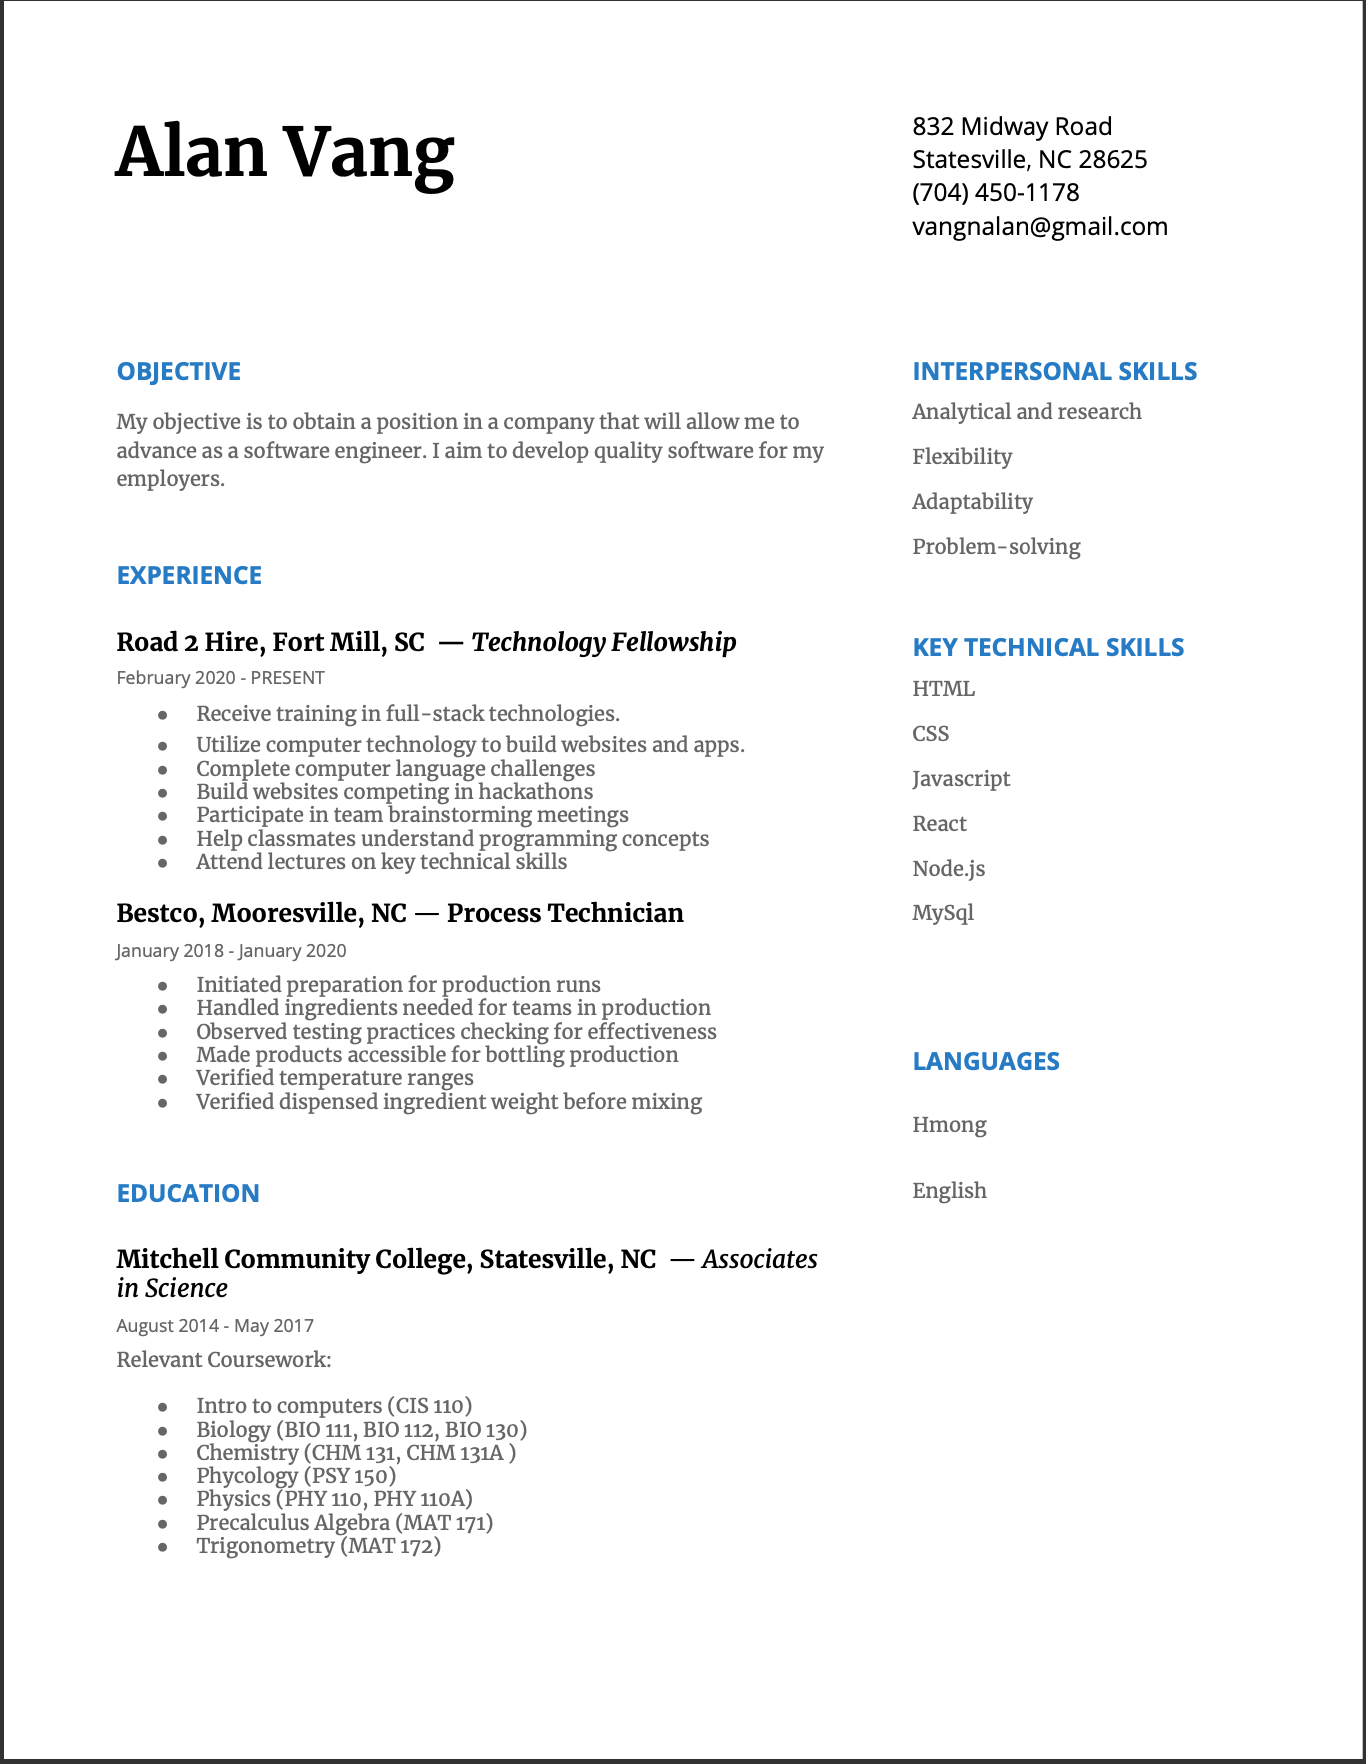 Alan Vang
832 Midway Road
Statesville, NC 28625
(704) 450-1178
vangnalan@gmail.com
OBJECTIVE
My objective is to obtain a position in a company that will allow me to
advance as a software engineer. I aim to develop quality software for my
employers.
EXPERIENCE
Road 2 Hire, Fort Mill, SC — Technology Fellowship
February 2020 - PRESENT
● Receive training in full-stack technologies.
● Utilize computer technology to build websites and apps.
● Complete computer language challenges
● Build websites competing in hackathons
● Participate in team brainstorming meetings
● Help classmates understand programming concepts
● Attend lectures on key technical skills
Bestco, Mooresville, NC — Process Technician
January 2018 - January 2020
● Initiated preparation for production runs
● Handled ingredients needed for teams in production
● Observed testing practices checking for effectiveness
● Made products accessible for bottling production
● Verified temperature ranges
● Verified dispensed ingredient weight before mixing
EDUCATION
Mitchell Community College, Statesville, NC — Associates
in Science
August 2014 - May 2017
Relevant Coursework:
● Intro to computers (CIS 110)
● Biology (BIO 111, BIO 112, BIO 130)
● Chemistry (CHM 131, CHM 131A )
● Phycology (PSY 150)
● Physics (PHY 110, PHY 110A)
● Precalculus Algebra (MAT 171)
● Trigonometry (MAT 172)
INTERPERSONAL SKILLS
Analytical and research
Flexibility
Adaptability
Problem-solving
KEY TECHNICAL SKILLS
HTML
CSS
Javascript
React
Node.js
MySql
LANGUAGES
Hmong
English